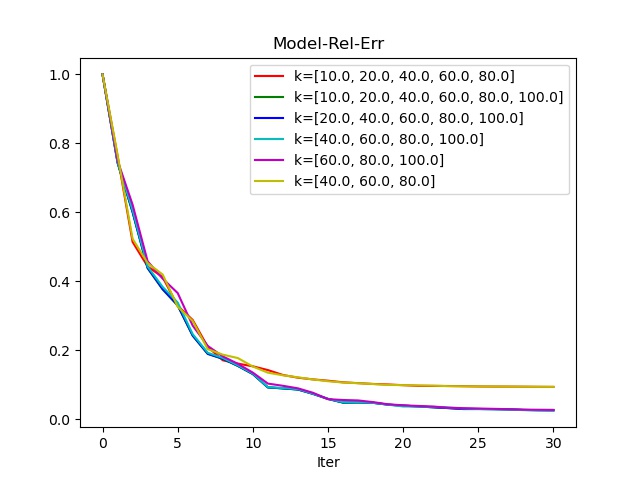 Model-Rel-Err
1.0
0.8
0.6
0.4
0.2
0.0
k=[10.0, 20.0, 40.0, 60.0, 80.0]
k=[10.0, 20.0, 40.0, 60.0, 80.0, 100.0]
k=[20.0, 40.0, 60.0, 80.0, 100.0]
k=[40.0, 60.0, 80.0, 100.0]
k=[60.0, 80.0, 100.0]
k=[40.0, 60.0, 80.0]
0 5 10 15 20 25 30
Iter